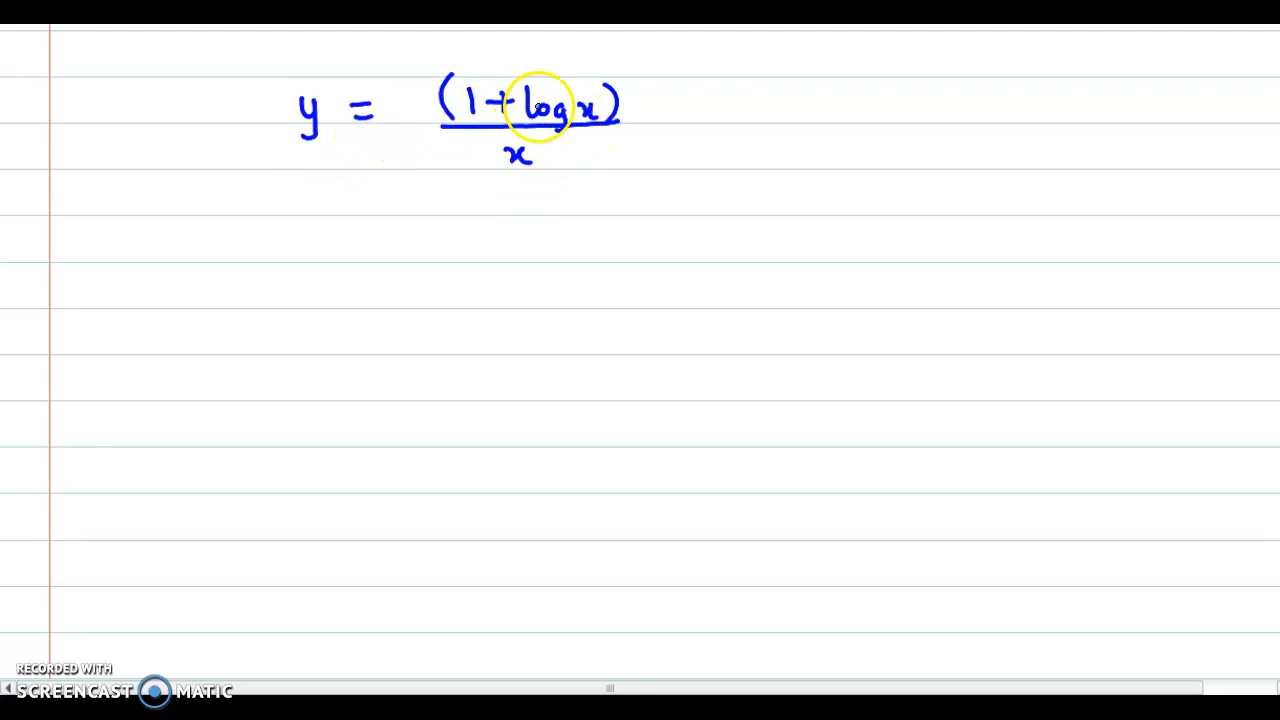 y = (1+log x)
x
RECORDED WITH
SCREENCAST MATIC